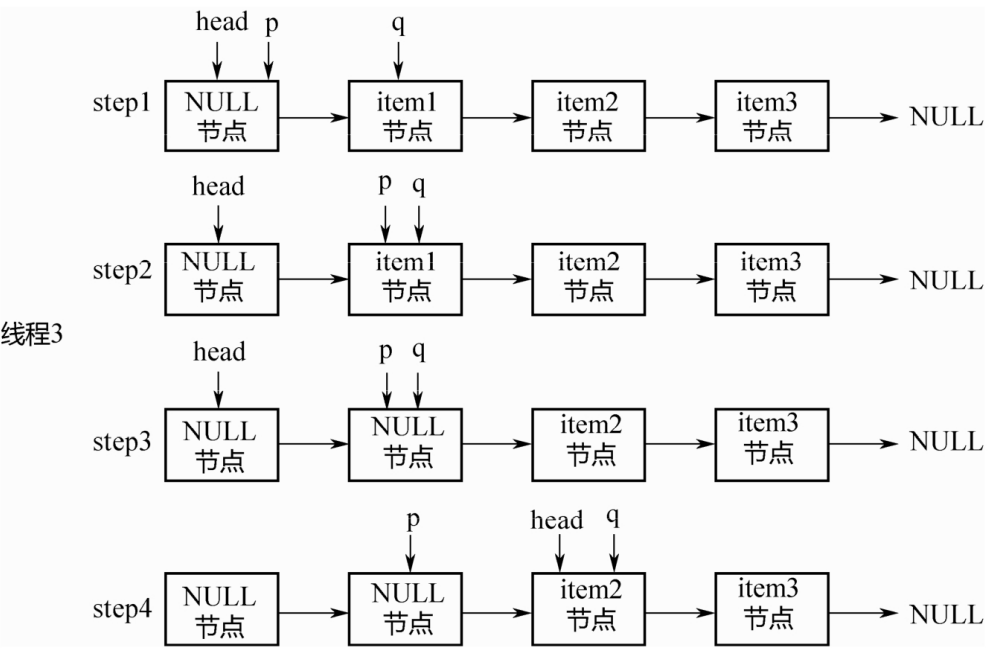 head p q
step1 NULL 节点 item1 节点 item2 节点 item3 节点 NULL
head p q
step2 NULL 节点 item1 节点 item2 节点 item3 节点 NULL
线程3
head p q
step3 NULL 节点 NULL 节点 item2 节点 item3 节点 NULL
p head q
step4 NULL 节点 NULL 节点 item2 节点 item3 节点 NULL